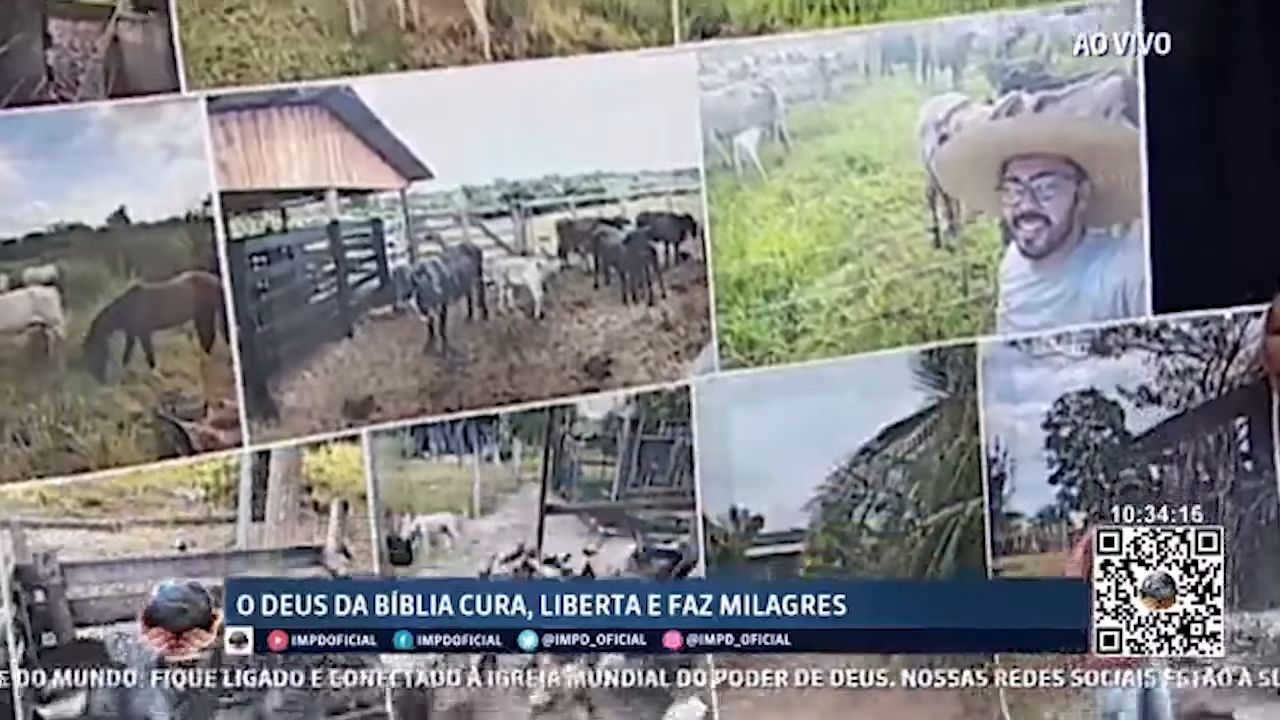 AO VIVO
10:34:16
O DEUS DA BÍBLIA CURA, LIBERTA E FAZ MILAGRES
IMPDOFICIAL IMPDOFICIAL @IMPD_OFICIAL @IMPD_OFICIAL
DO MUNDO. FIQUE LIGADO E CONECTADO À IGREJA MUNDIAL DO PODER DE DEUS. NOSSAS REDES SOCIAIS ESTÃO À